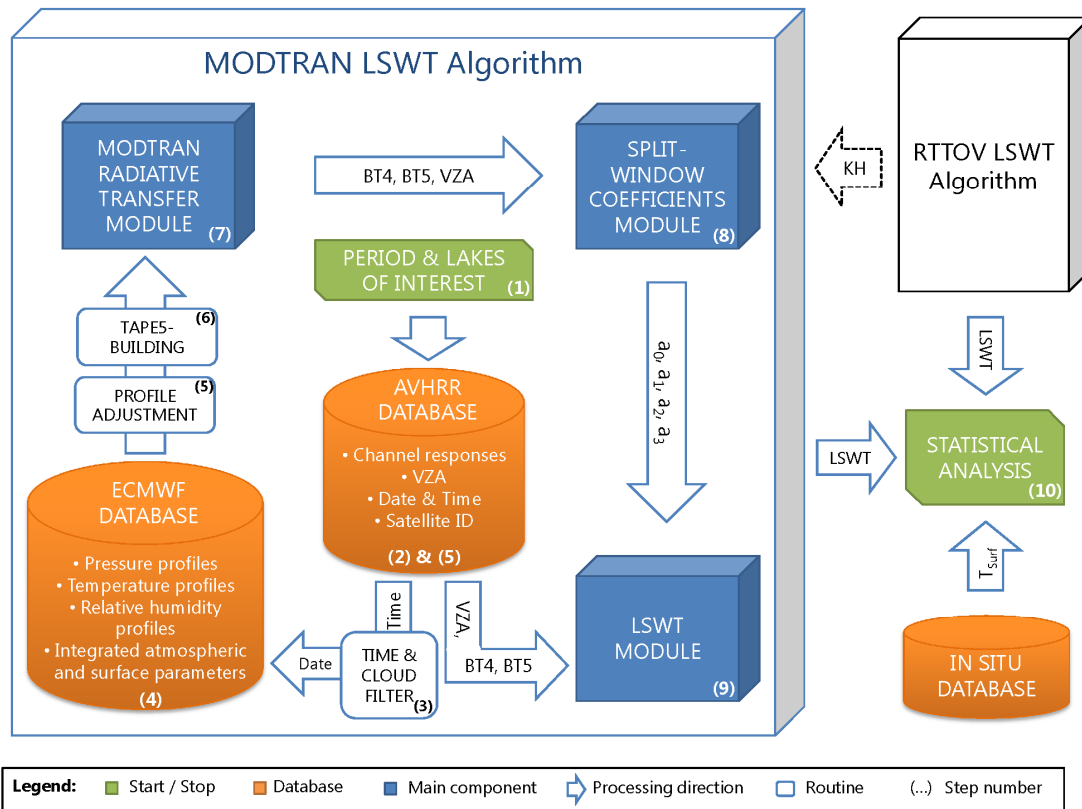 MODTRAN LSWT Algorithm
MODTRAN
RADIATIVE
TRANSFER
MODULE
(7)
BT4, BT5, VZA
SPLIT-
WINDOW
COEFFICIENTS
MODULE
(8)
KH
RTTOV LSWT
Algorithm
PERIOD & LAKES
OF INTEREST
(1)
(6)
TAPE5-
BUILDING
(5)
PROFILE
ADJUSTMENT
AVHRR
DATABASE
• Channel responses
• VZA
• Date & Time
• Satellite ID
(2) & (5)
a0, a1, a2, a3
LSWT
LSWT
STATISTICAL
ANALYSIS
(10)
ECMWF
DATABASE
• Pressure profiles
• Temperature profiles
• Relative humidity
profiles
• Integrated atmospheric
and surface parameters
(4)
Time
Date
TIME &
CLOUD
FILTER
(3)
VZA,
BT4, BT5
LSWT
MODULE
(9)
TSurf
IN SITU
DATABASE
Legend: Start / Stop Database Main component Processing direction Routine (...) Step number